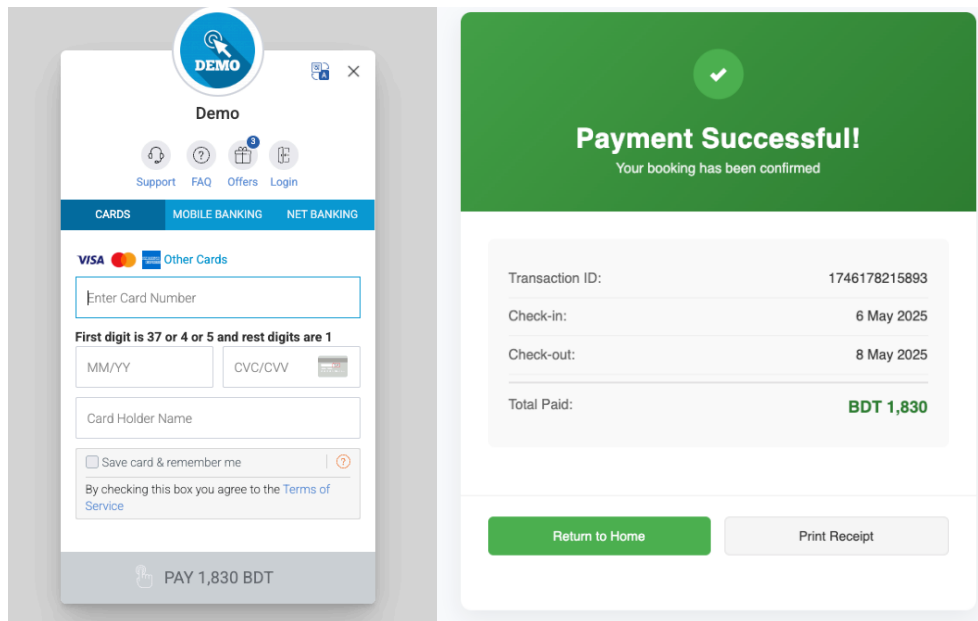 DEMO
Demo
3
Support FAQ Offers Login
CARDS MOBILE BANKING NET BANKING
VISA Other Cards
Enter Card Number
First digit is 37 or 4 or 5 and rest digits are 1
MM/YY CVC/CVV
Card Holder Name
Save card & remember me ?
By checking this box you agree to the Terms of
Service
PAY 1,830 BDT
Payment Successful!
Your booking has been confirmed
Transaction ID: 1746178215893
Check-in: 6 May 2025
Check-out: 8 May 2025
Total Paid: BDT 1,830
Return to Home Print Receipt